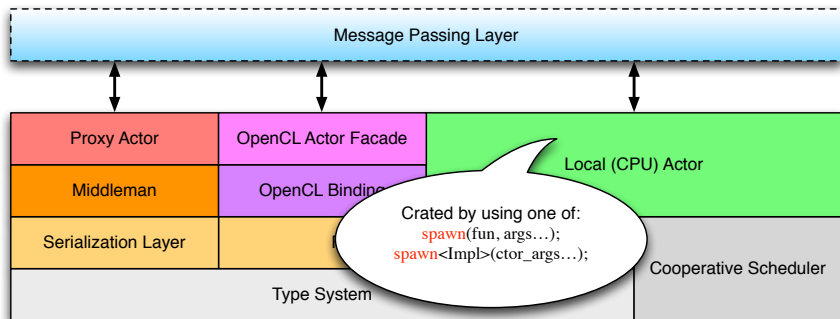 Message Passing Layer
Proxy Actor
OpenCL Actor Facade
Local (CPU) Actor
Middleman
OpenCL Binding
Crated by using one of:
spawn(fun, args…);
spawn<Impl>(ctor_args…);
Serialization Layer
Cooperative Scheduler
Type System